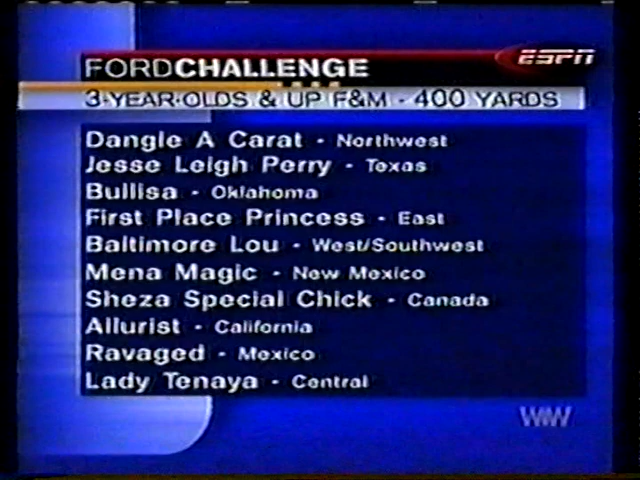 ESPN
FORDCHALLENGE
3-YEAR-OLDS & UP F&M - 400 YARDS
Dangle A Carat - Northwest
Jesse Leigh Perry - Texas
Bullisa - Oklahoma
First Place Princess - East
Baltimore Lou - West/Southwest
Mena Magic - New Mexico
Sheza Special Chick - Canada
Allurist - California
Ravaged - Mexico
Lady Tenaya - Central